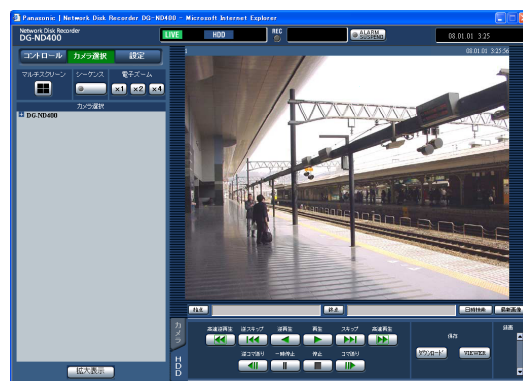 Panasonic | Network Disk Recorder DG-ND400 - Microsoft Internet Explorer
Network Disk Recorder
DG-ND400
LIVE
HDD
REC
ALARM
SUSPEND
08.01.01 3:25
コントロール
カメラ選択
設定
08.01.01 3:25:56
マルチスクリーン
シーケンス
電子ズーム
×1
×2
×4
カメラ選択
DG-ND400
始点
終点
日時検索
最新画像
カメラ
HDD
高速逆再生
逆スキップ
逆再生
再生
スキップ
高速再生
保存
録画
逆コマ送り
一時停止
停止
コマ送り
ダウンロード
VIEWER
拡大表示